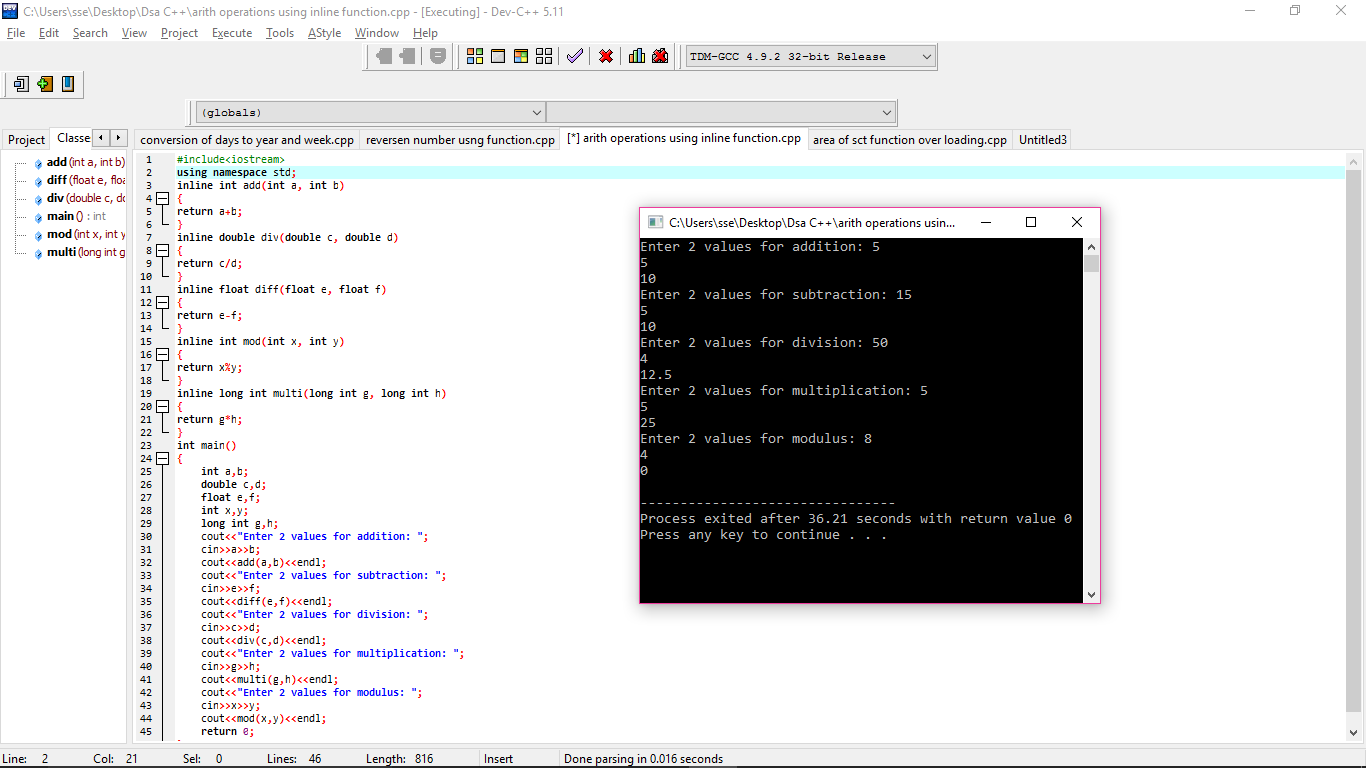 C:\Users\sse\Desktop\Dsa C++\arith operations using inline function.cpp - [Executing] - Dev-C++ 5.11
File Edit Search View Project Execute Tools AStyle Window Help
TDM-GCC 4.9.2 32-bit Release
(globals)
Project Classe conversion of days to year and week.cpp reversen number usng function.cpp [*] arith operations using inline function.cpp area of sct function over loading.cpp Untitled3
add (int a, int b)
diff (float e, floa
div (double c, do
main () : int
mod (int x, int y
multi (long int g
1 #include<iostream>
2 using namespace std;
3 inline int add(int a, int b)
4 {
5 return a+b;
6 }
7 inline double div(double c, double d)
8 {
9 return c/d;
10 }
11 inline float diff(float e, float f)
12 {
13 return e-f;
14 }
15 inline int mod(int x, int y)
16 {
17 return x%y;
18 }
19 inline long int multi(long int g, long int h)
20 {
21 return g*h;
22 }
23 int main()
24 {
25 int a,b;
26 double c,d;
27 float e,f;
28 int x,y;
29 long int g,h;
30 cout<<"Enter 2 values for addition: ";
31 cin>>a>>b;
32 cout<<add(a,b)<<endl;
33 cout<<"Enter 2 values for subtraction: ";
34 cin>>e>>f;
35 cout<<diff(e,f)<<endl;
36 cout<<"Enter 2 values for division: ";
37 cin>>c>>d;
38 cout<<div(c,d)<<endl;
39 cout<<"Enter 2 values for multiplication: ";
40 cin>>g>>h;
41 cout<<multi(g,h)<<endl;
42 cout<<"Enter 2 values for modulus: ";
43 cin>>x>>y;
44 cout<<mod(x,y)<<endl;
45 return 0;
C:\Users\sse\Desktop\Dsa C++\arith operations usin...
Enter 2 values for addition: 5
5
10
Enter 2 values for subtraction: 15
5
10
Enter 2 values for division: 50
4
12.5
Enter 2 values for multiplication: 5
5
25
Enter 2 values for modulus: 8
4
0
--------------------------------
Process exited after 36.21 seconds with return value 0
Press any key to continue . . .
Line: 2 Col: 21 Sel: 0 Lines: 46 Length: 816 Insert Done parsing in 0.016 seconds